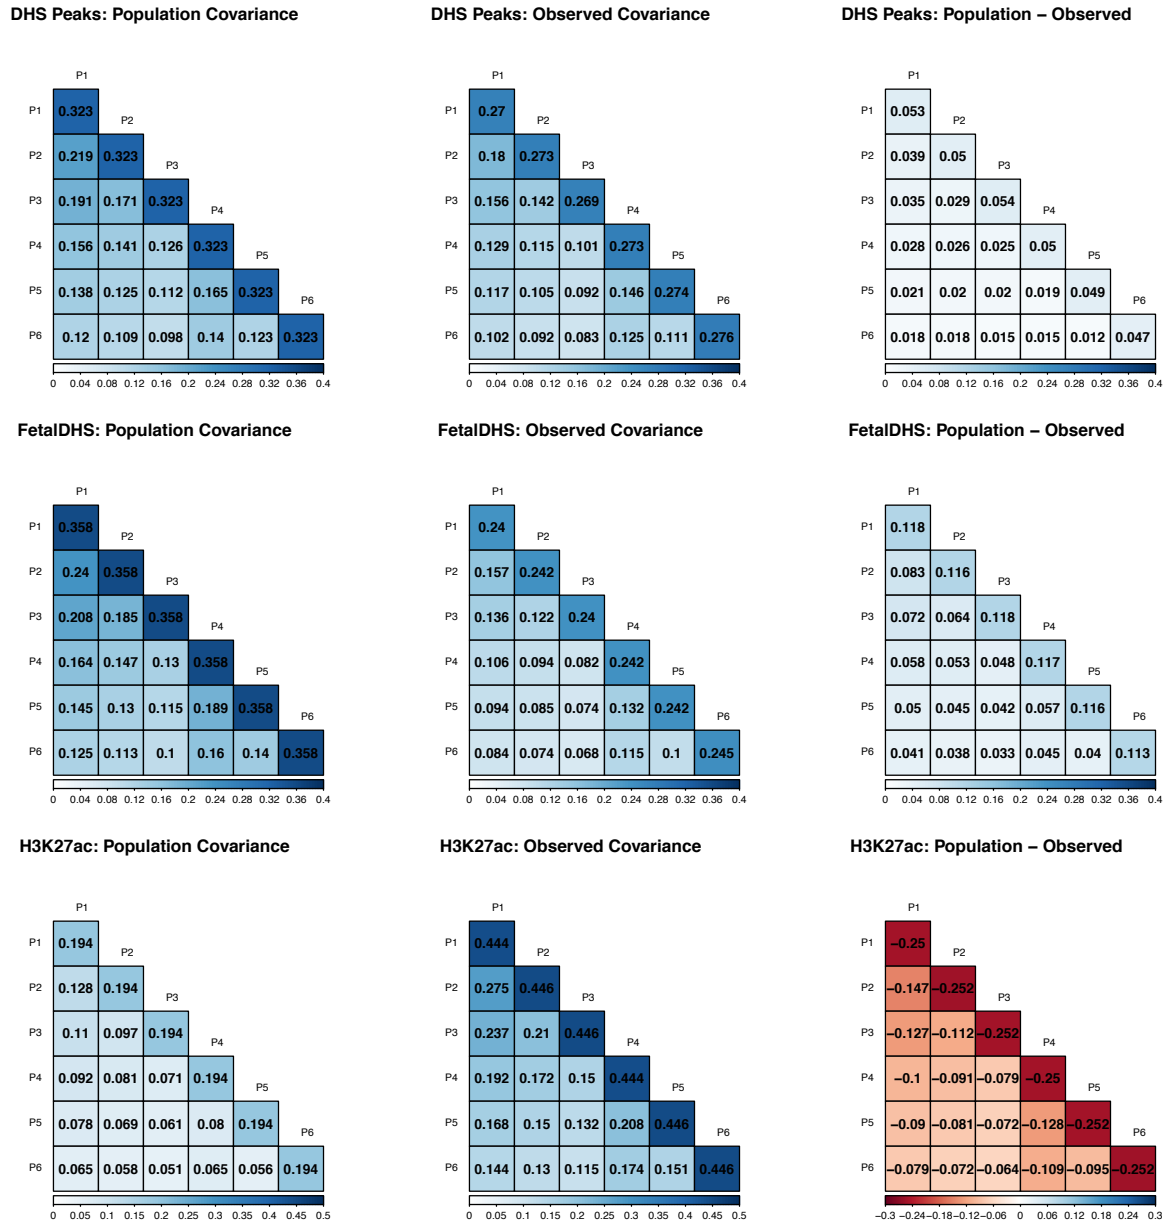 DHS Peaks: Population Covariance
P1
P1 0.323
P2
P2 0.219 0.323
P3
P3 0.191 0.171 0.323
P4
P4 0.156 0.141 0.126 0.323
P5
P5 0.138 0.125 0.112 0.165 0.323
P6
P6 0.12 0.109 0.098 0.14 0.123 0.323
0 0.04 0.08 0.12 0.16 0.2 0.24 0.28 0.32 0.36 0.4
DHS Peaks: Observed Covariance
P1
P1 0.27
P2
P2 0.18 0.273
P3
P3 0.156 0.142 0.269
P4
P4 0.129 0.115 0.101 0.273
P5
P5 0.117 0.105 0.092 0.146 0.274
P6
P6 0.102 0.092 0.083 0.125 0.111 0.276
0 0.04 0.08 0.12 0.16 0.2 0.24 0.28 0.32 0.36 0.4
DHS Peaks: Population − Observed
P1
P1 0.053
P2
P2 0.039 0.05
P3
P3 0.035 0.029 0.054
P4
P4 0.028 0.026 0.025 0.05
P5
P5 0.021 0.02 0.02 0.019 0.049
P6
P6 0.018 0.018 0.015 0.015 0.012 0.047
0 0.04 0.08 0.12 0.16 0.2 0.24 0.28 0.32 0.36 0.4
FetalDHS: Population Covariance
P1
P1 0.358
P2
P2 0.24 0.358
P3
P3 0.208 0.185 0.358
P4
P4 0.164 0.147 0.13 0.358
P5
P5 0.145 0.13 0.115 0.189 0.358
P6
P6 0.125 0.113 0.1 0.16 0.14 0.358
0 0.04 0.08 0.12 0.16 0.2 0.24 0.28 0.32 0.36 0.4
FetalDHS: Observed Covariance
P1
P1 0.24
P2
P2 0.157 0.242
P3
P3 0.136 0.122 0.24
P4
P4 0.106 0.094 0.082 0.242
P5
P5 0.094 0.085 0.074 0.132 0.242
P6
P6 0.084 0.074 0.068 0.115 0.1 0.245
0 0.04 0.08 0.12 0.16 0.2 0.24 0.28 0.32 0.36 0.4
FetalDHS: Population − Observed
P1
P1 0.118
P2
P2 0.083 0.116
P3
P3 0.072 0.064 0.118
P4
P4 0.058 0.053 0.048 0.117
P5
P5 0.05 0.045 0.042 0.057 0.116
P6
P6 0.041 0.038 0.033 0.045 0.04 0.113
0 0.04 0.08 0.12 0.16 0.2 0.24 0.28 0.32 0.36 0.4
H3K27ac: Population Covariance
P1
P1 0.194
P2
P2 0.128 0.194
P3
P3 0.11 0.097 0.194
P4
P4 0.092 0.081 0.071 0.194
P5
P5 0.078 0.069 0.061 0.08 0.194
P6
P6 0.065 0.058 0.051 0.065 0.056 0.194
0 0.05 0.1 0.15 0.2 0.25 0.3 0.35 0.4 0.45 0.5
H3K27ac: Observed Covariance
P1
P1 0.444
P2
P2 0.275 0.446
P3
P3 0.237 0.21 0.446
P4
P4 0.192 0.172 0.15 0.444
P5
P5 0.168 0.15 0.132 0.208 0.446
P6
P6 0.144 0.13 0.115 0.174 0.151 0.446
0 0.05 0.1 0.15 0.2 0.25 0.3 0.35 0.4 0.45 0.5
H3K27ac: Population − Observed
P1
P1 −0.25
P2
P2 −0.147 −0.252
P3
P3 −0.127 −0.112 −0.252
P4
P4 −0.1 −0.091 −0.079 −0.25
P5
P5 −0.09 −0.081 −0.072 −0.128 −0.252
P6
P6 −0.079 −0.072 −0.064 −0.109 −0.095 −0.252
−0.3 −0.24 −0.18 −0.12 −0.06 0 0.06 0.12 0.18 0.24 0.3